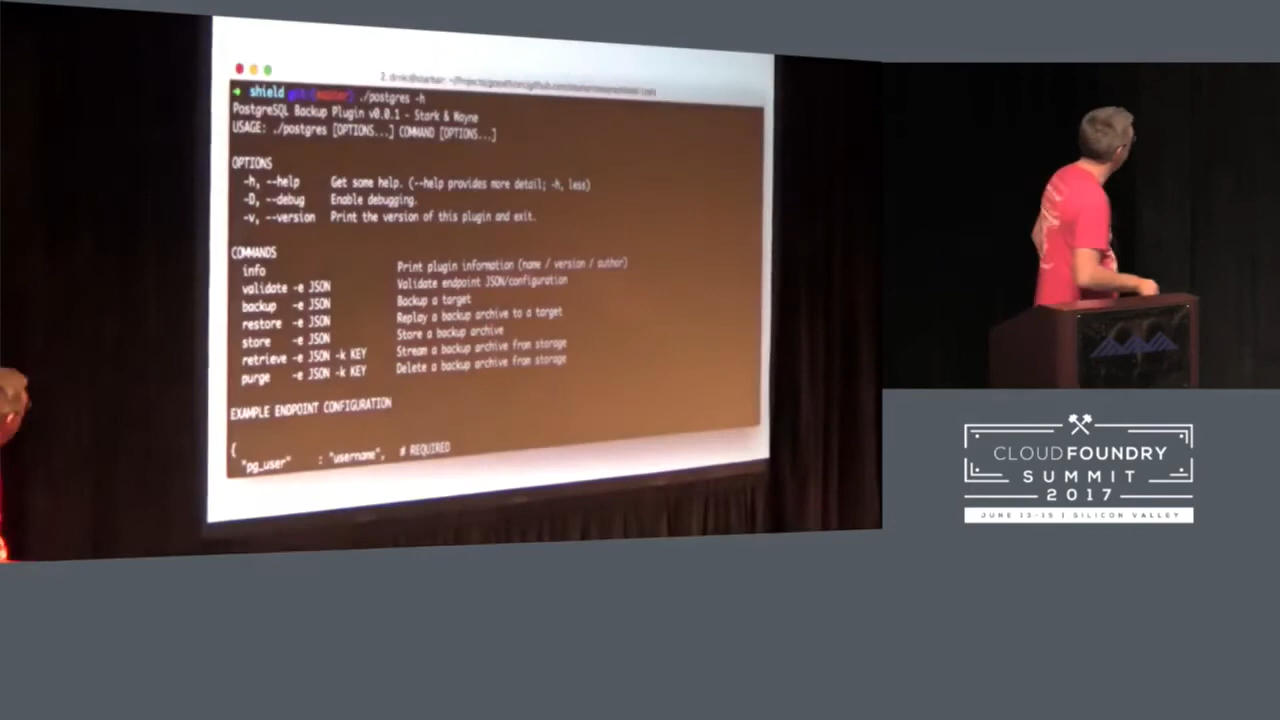 shield git:(master) ./postgres -h
PostgreSQL Backup Plugin v0.0.1 - Stark & Wayne
USAGE: ./postgres [OPTIONS...] COMMAND [OPTIONS...]
OPTIONS
-h, --help Get some help. (--help provides more detail; -h, less)
-D, --debug Enable debugging.
-v, --version Print the version of this plugin and exit.
COMMANDS
info Print plugin information (name / version / author)
validate -e JSON Validate endpoint JSON/configuration
backup -e JSON Backup a target
restore -e JSON Replay a backup archive to a target
store -e JSON Store a backup archive
retrieve -e JSON -k KEY Stream a backup archive from storage
purge -e JSON -k KEY Delete a backup archive from storage
EXAMPLE ENDPOINT CONFIGURATION
{
"pg_user" : "username", # REQUIRED
CLOUD FOUNDRY
SUMMIT
2017
JUNE 13-15 | SILICON VALLEY